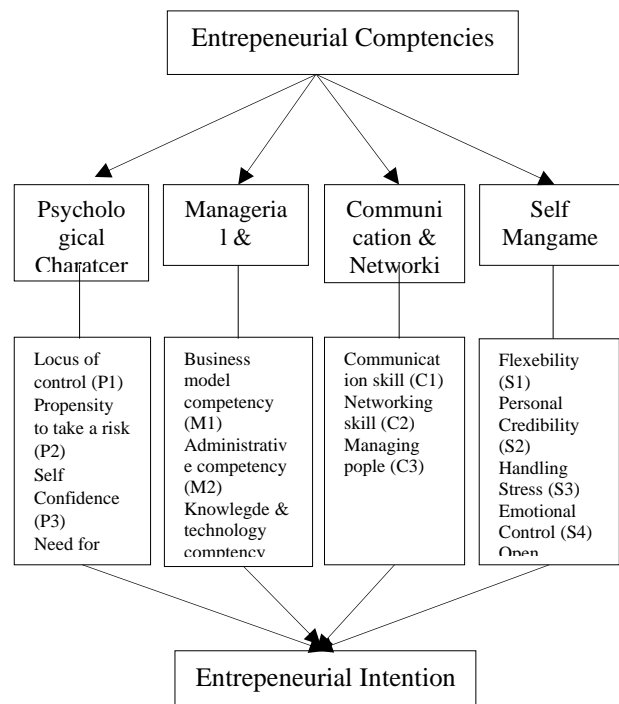 Entrepeneurial Comptencies
Psycholo
gical
Charatcer
Manageria
l &
Communi
cation &
Networki
Self
Mangame
Locus of
control (P1)
Propensity
to take a risk
(P2)
Self
Confidence
(P3)
Need for
Business
model
competency
(M1)
Administrativ
e competency
(M2)
Knowlegde &
technology
comptency
Communicat
ion skill (C1)
Networking
skill (C2)
Managing
pople (C3)
Flexebility
(S1)
Personal
Credibility
(S2)
Handling
Stress (S3)
Emotional
Control (S4)
Open
Entrepeneurial Intention